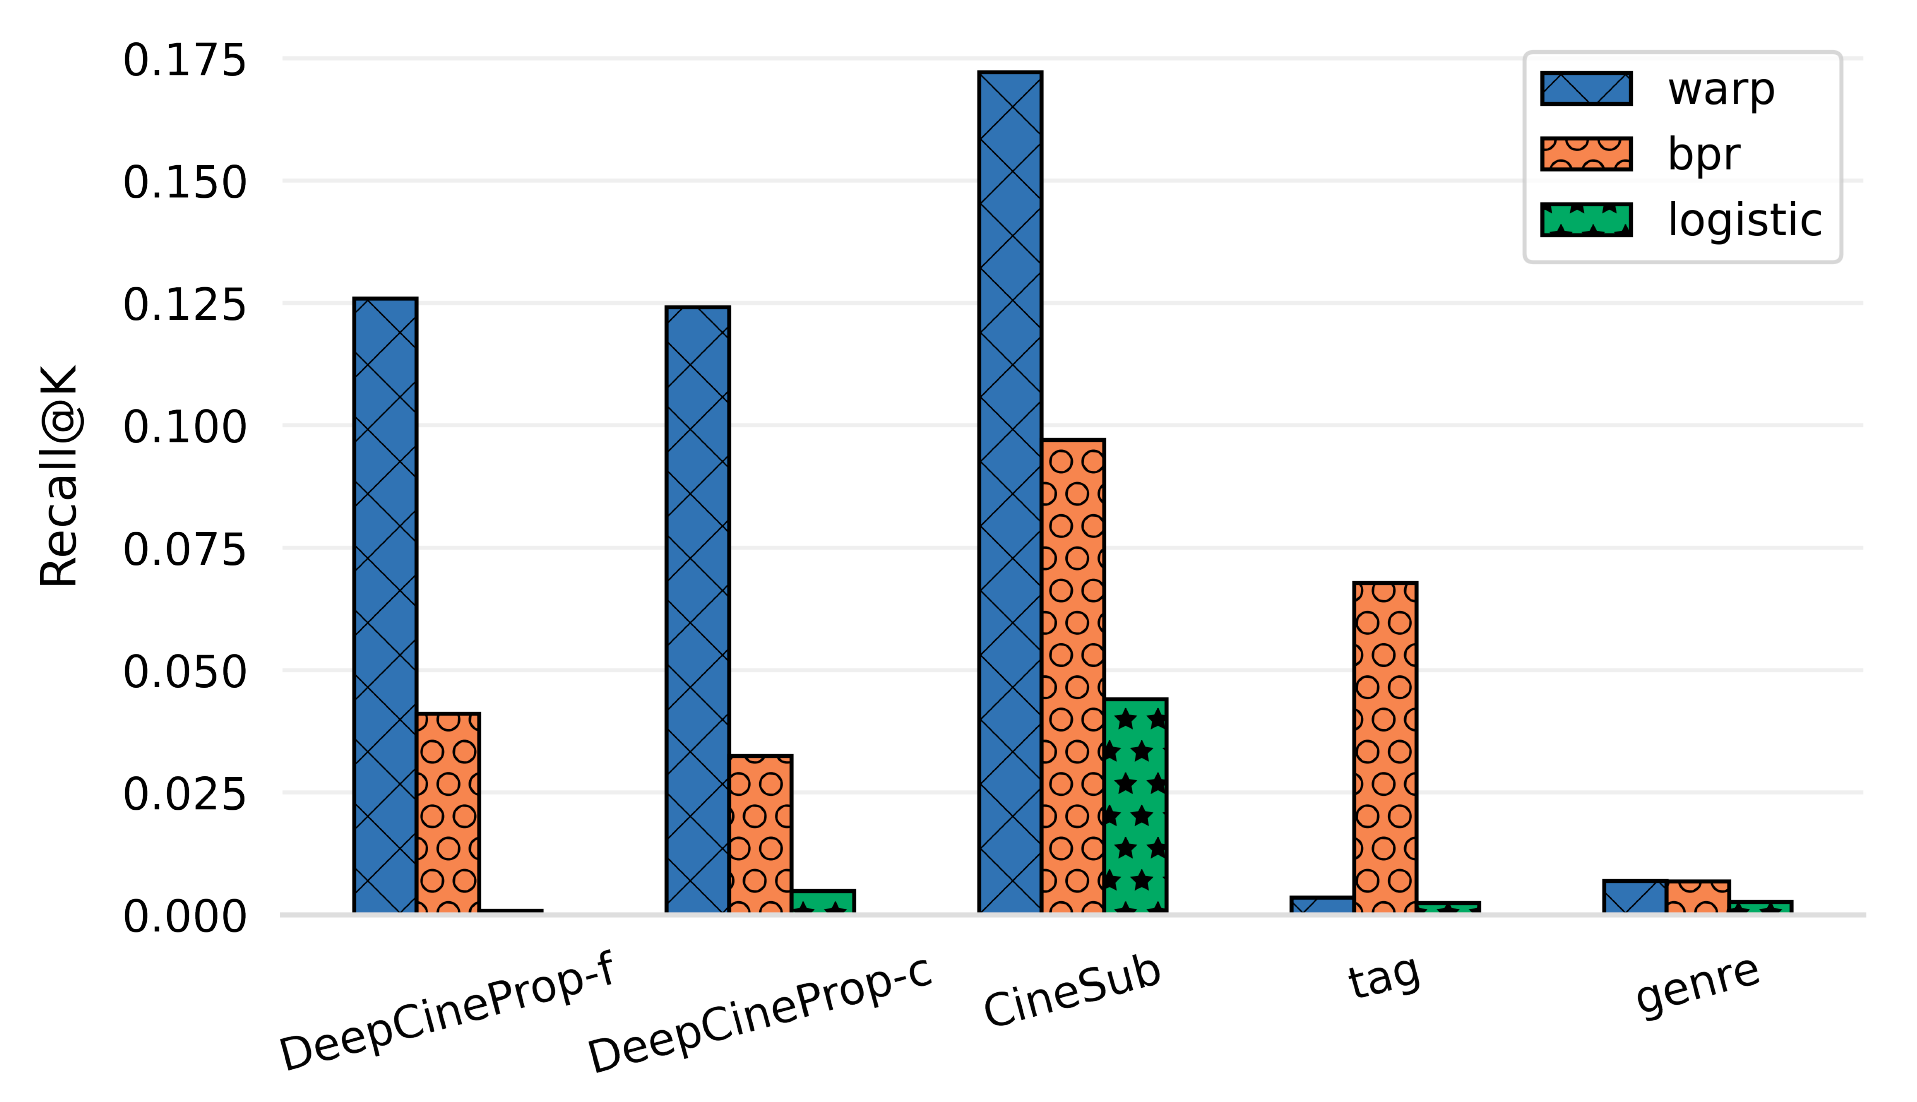 Recall@K
0.175
0.150
0.125
0.100
0.075
0.050
0.025
0.000
DeepCineProp-f
DeepCineProp-c
CineSub
tag
genre
warp
bpr
logistic